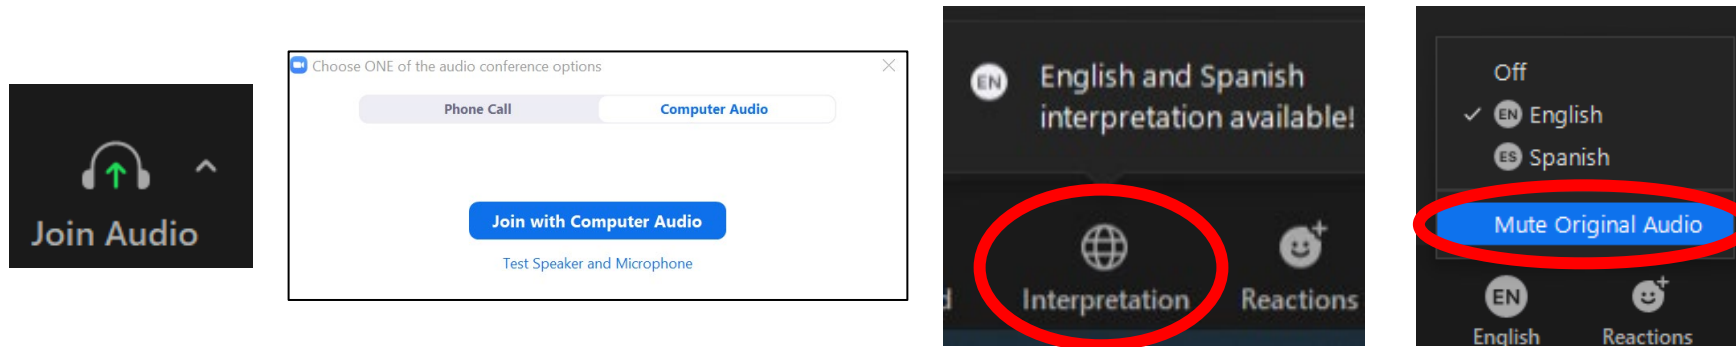 Join Audio
Choose ONE of the audio conference options
Phone Call
Computer Audio
Join with Computer Audio
Test Speaker and Microphone
EN
English and Spanish
interpretation available!
Interpretation
Reactions
Off
EN English
ES Spanish
Mute Original Audio
EN
English
Reactions